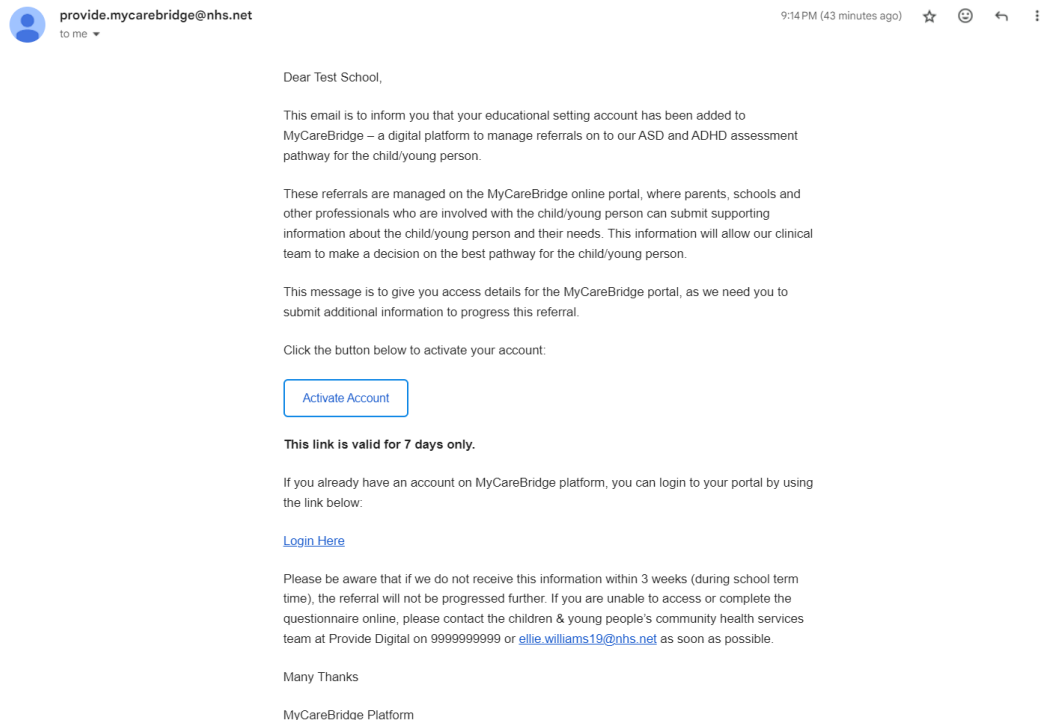 provide.mycarebridge@nhs.net
9:14 PM (43 minutes ago)
to me
Dear Test School,
This email is to inform you that your educational setting account has been added to
MyCareBridge – a digital platform to manage referrals on to our ASD and ADHD assessment
pathway for the child/young person.
These referrals are managed on the MyCareBridge online portal, where parents, schools and
other professionals who are involved with the child/young person can submit supporting
information about the child/young person and their needs. This information will allow our clinical
team to make a decision on the best pathway for the child/young person.
This message is to give you access details for the MyCareBridge portal, as we need you to
submit additional information to progress this referral.
Click the button below to activate your account:
Activate Account
This link is valid for 7 days only.
If you already have an account on MyCareBridge platform, you can login to your portal by using
the link below:
Login Here
Please be aware that if we do not receive this information within 3 weeks (during school term
time), the referral will not be progressed further. If you are unable to access or complete the
questionnaire online, please contact the children & young people's community health services
team at Provide Digital on 9999999999 or ellie.williams19@nhs.net as soon as possible.
Many Thanks
MyCareBridge Platform